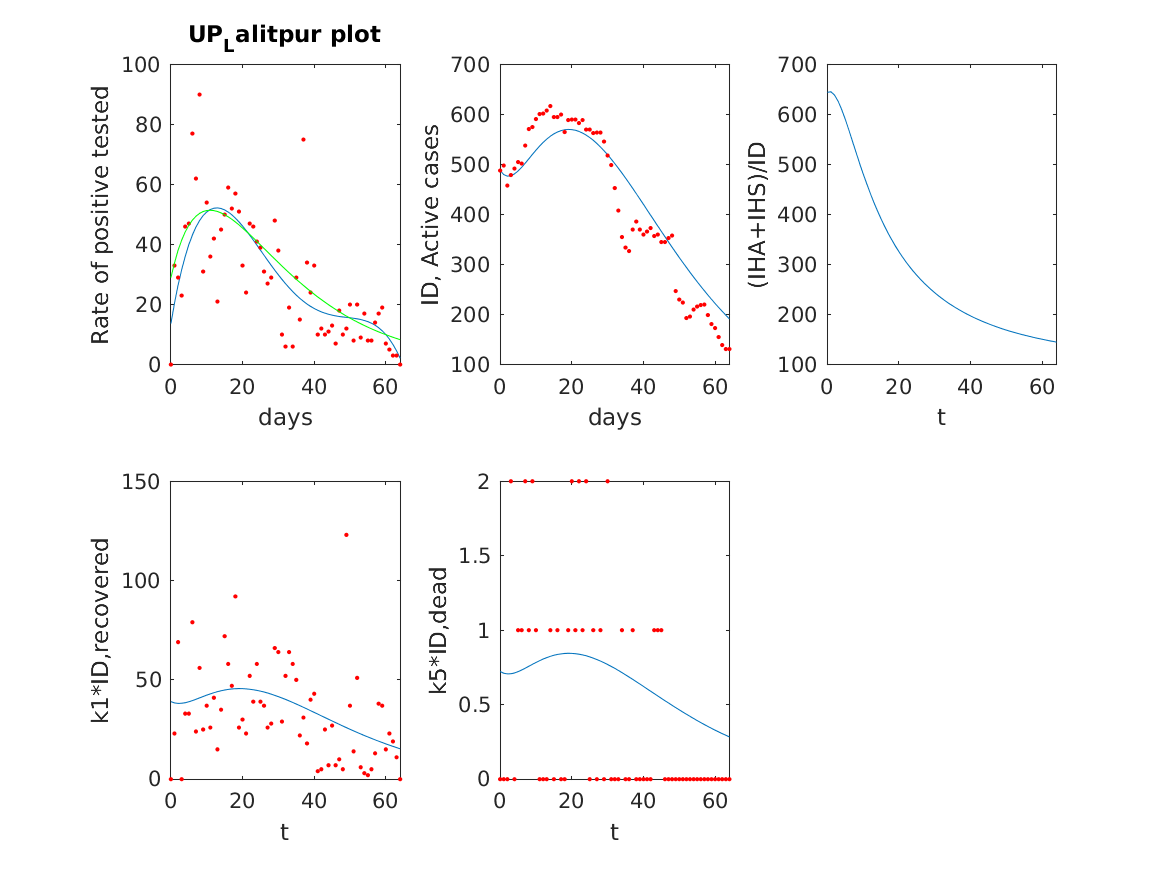 UP_Lalitpur plot
100
80
60
40
20
0
Rate of positive tested
0 20 40 60
days
700
600
500
400
300
200
100
ID, Active cases
0 20 40 60
days
700
600
500
400
300
200
100
(IHA+IHS)/ID
0 20 40 60
t
150
100
50
0
k1*ID,recovered
0 20 40 60
t
2
1.5
1
0.5
0
k5*ID,dead
0 20 40 60
t